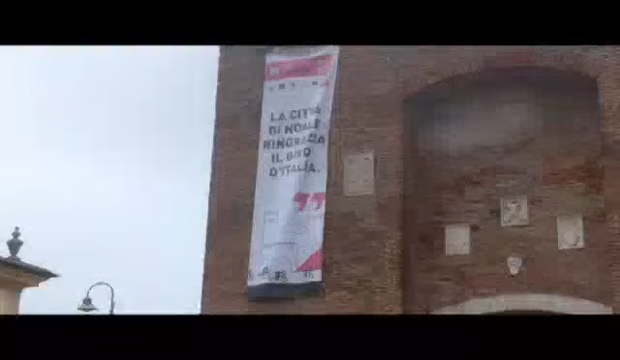 LA CITTÀ
DI NOALE
RINGRAZIA
IL GIRO
D'ITALIA.